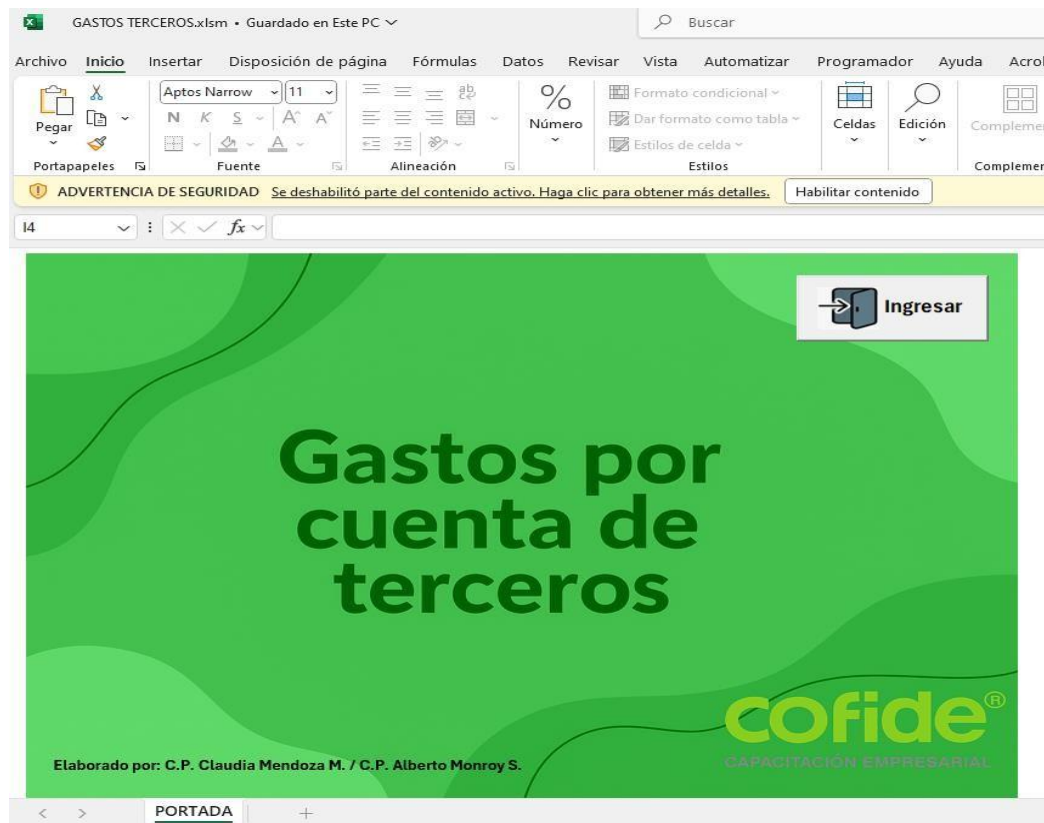 GASTOS TERCEROS.xlsm • Guardado en Este PC
Buscar
Archivo Inicio Insertar Disposición de página Fórmulas Datos Revisar Vista Automatizar Programador Ayuda
Aptos Narrow 11
Pegar
N K S A A A
ab
%
Número
Formato condicional
Dar formato como tabla
Estilos de celda
Celdas
Edición
Portapapeles Fuente Alineación Estilos
ADVERTENCIA DE SEGURIDAD Se deshabilitó parte del contenido activo. Haga clic para obtener más detalles. Habilitar contenido
I4 fx
Ingresar
Gastos por
cuenta de
terceros
cofide®
CAPACITACIÓN EMPRESARIAL
Elaborado por: C.P. Claudia Mendoza M. / C.P. Alberto Monroy S.
PORTADA